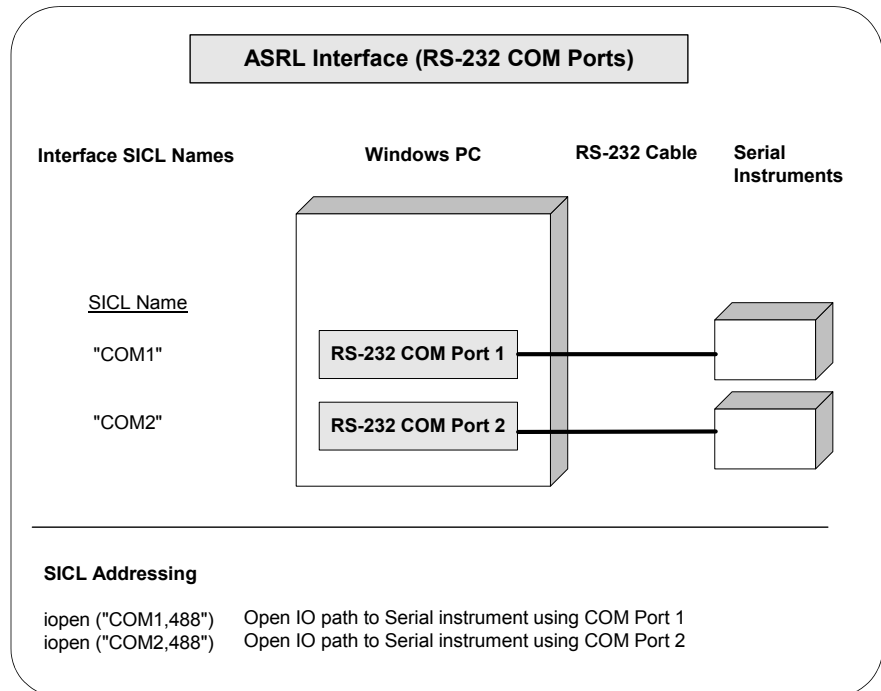 ASRL Interface (RS-232 COM Ports)
Interface SICL Names
Windows PC
RS-232 Cable
Serial
Instruments
SICL Name
"COM1"
RS-232 COM Port 1
"COM2"
RS-232 COM Port 2
SICL Addressing
iopen ("COM1,488") Open IO path to Serial instrument using COM Port 1
iopen ("COM2,488") Open IO path to Serial instrument using COM Port 2